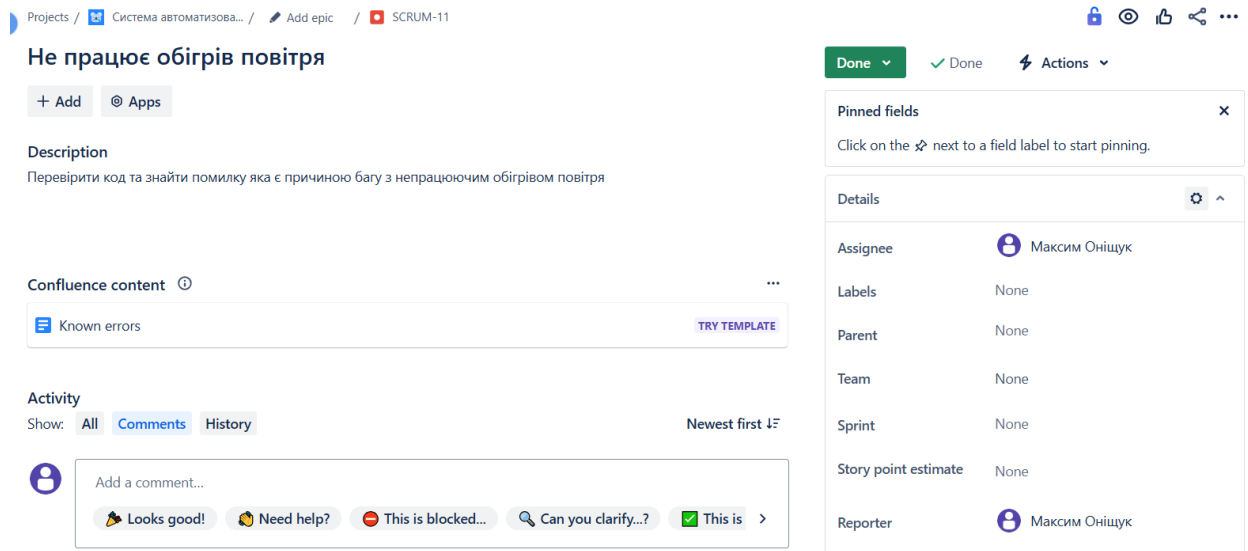 Projects / Система автоматизова... / Add epic / SCRUM-11
Не працює обігрів повітря
Add Apps
Description
Перевірити код та знайти помилку яка є причиною багу з непрацюючим обігрівом повітря
Confluence content
Known errors TRY TEMPLATE
Activity
Show: All Comments History Newest first
Add a comment...
Looks good! Need help? This is blocked... Can you clarify...? This is
Done Done Actions
Pinned fields
Click on the next to a field label to start pinning.
Details
Assignee Максим Оніщук
Labels None
Parent None
Team None
Sprint None
Story point estimate None
Reporter Максим Оніщук